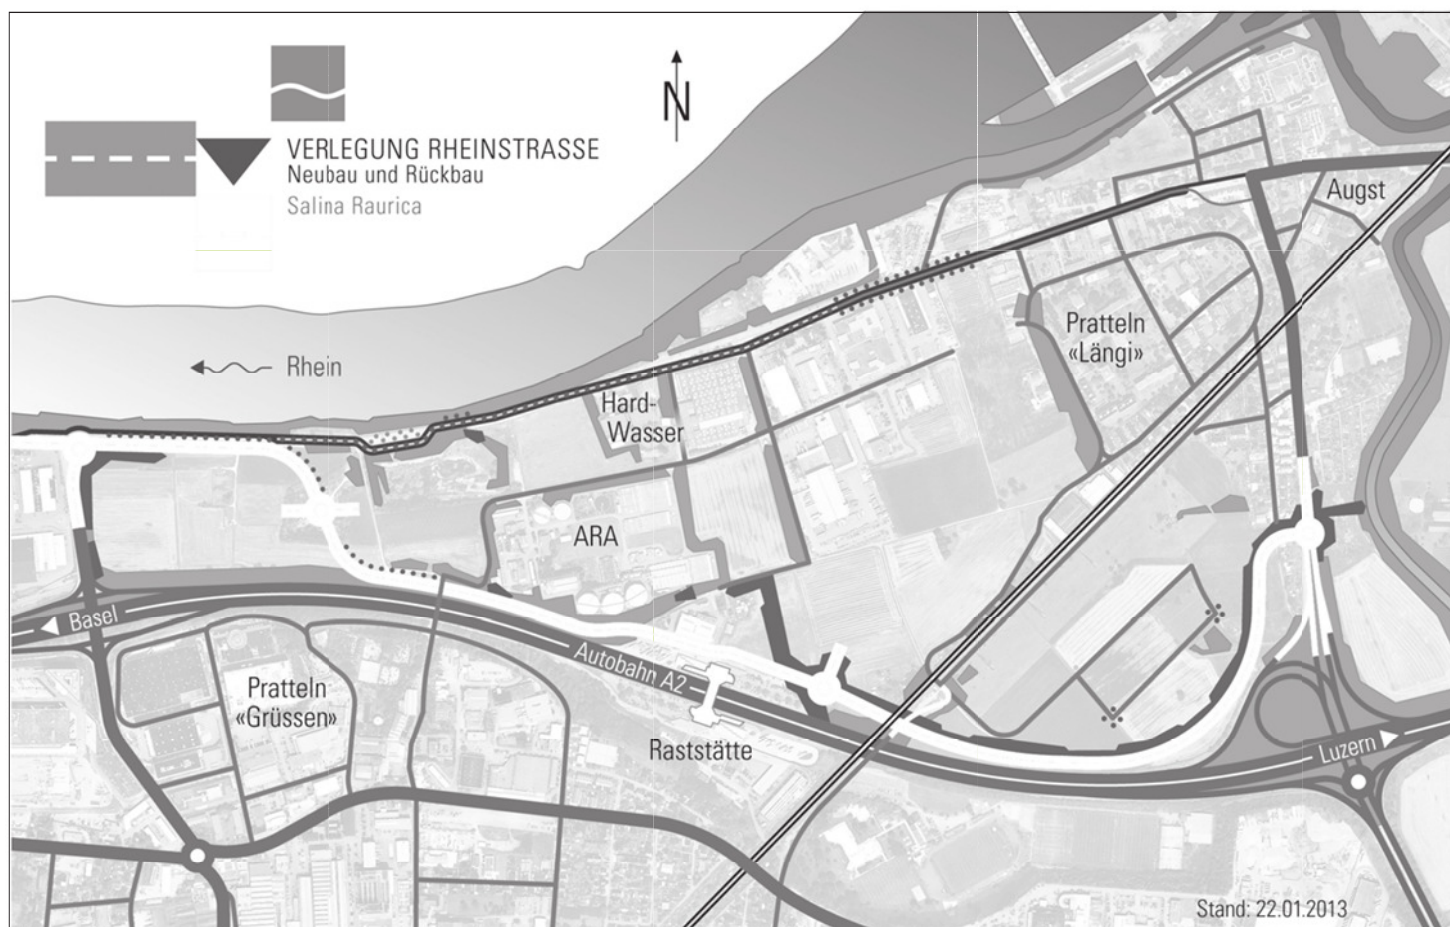 VERLEGUNG RHEINSTRASSE
Neubau und Rückbau
Salina Raurica
N
Augst
Pratteln
«Längi»
Rhein
Hard-
Wasser
ARA
Basel
Autobahn A2
Pratteln
«Grüssen»
Raststätte
Luzern
Stand: 22.01.2013